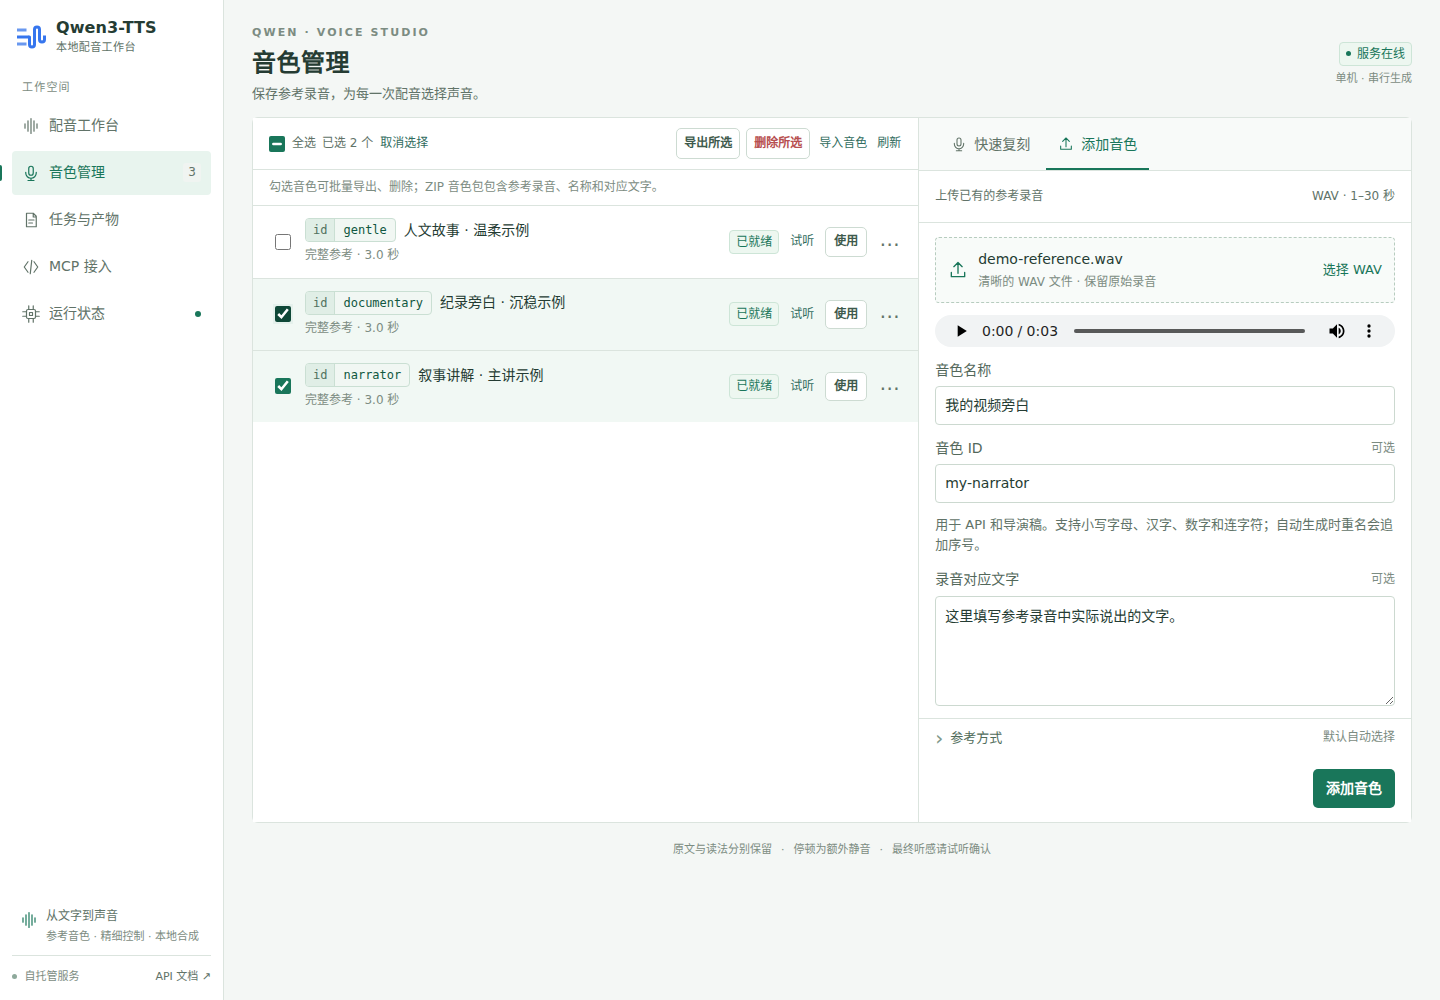 Qwen3-TTS
本地配音工作台
工作空间
配音工作台
音色管理 3
任务与产物
MCP 接入
运行状态
从文字到声音
参考音色 · 精细控制 · 本地合成
自托管服务 API 文档 ↗
QWEN · VOICE STUDIO
音色管理
保存参考录音，为每一次配音选择声音。
服务在线
单机 · 串行生成
全选 已选 2 个 取消选择 导出所选 删除所选 导入音色 刷新
勾选音色可批量导出、删除；ZIP 音色包包含参考录音、名称和对应文字。
id gentle 人文故事 · 温柔示例
完整参考 · 3.0 秒
已就绪 试听 使用 ...
id documentary 纪录旁白 · 沉稳示例
完整参考 · 3.0 秒
已就绪 试听 使用 ...
id narrator 叙事讲解 · 主讲示例
完整参考 · 3.0 秒
已就绪 试听 使用 ...
快速复刻 添加音色
上传已有的参考录音 WAV · 1–30 秒
demo-reference.wav
清晰的 WAV 文件 · 保留原始录音
选择 WAV
0:00 / 0:03
音色名称
我的视频旁白
音色 ID 可选
my-narrator
用于 API 和导演稿。支持小写字母、汉字、数字和连字符；自动生成时重名会追
加序号。
录音对应文字 可选
这里填写参考录音中实际说出的文字。
参考方式 默认自动选择
添加音色
原文与读法分别保留 · 停顿为额外静音 · 最终听感请试听确认